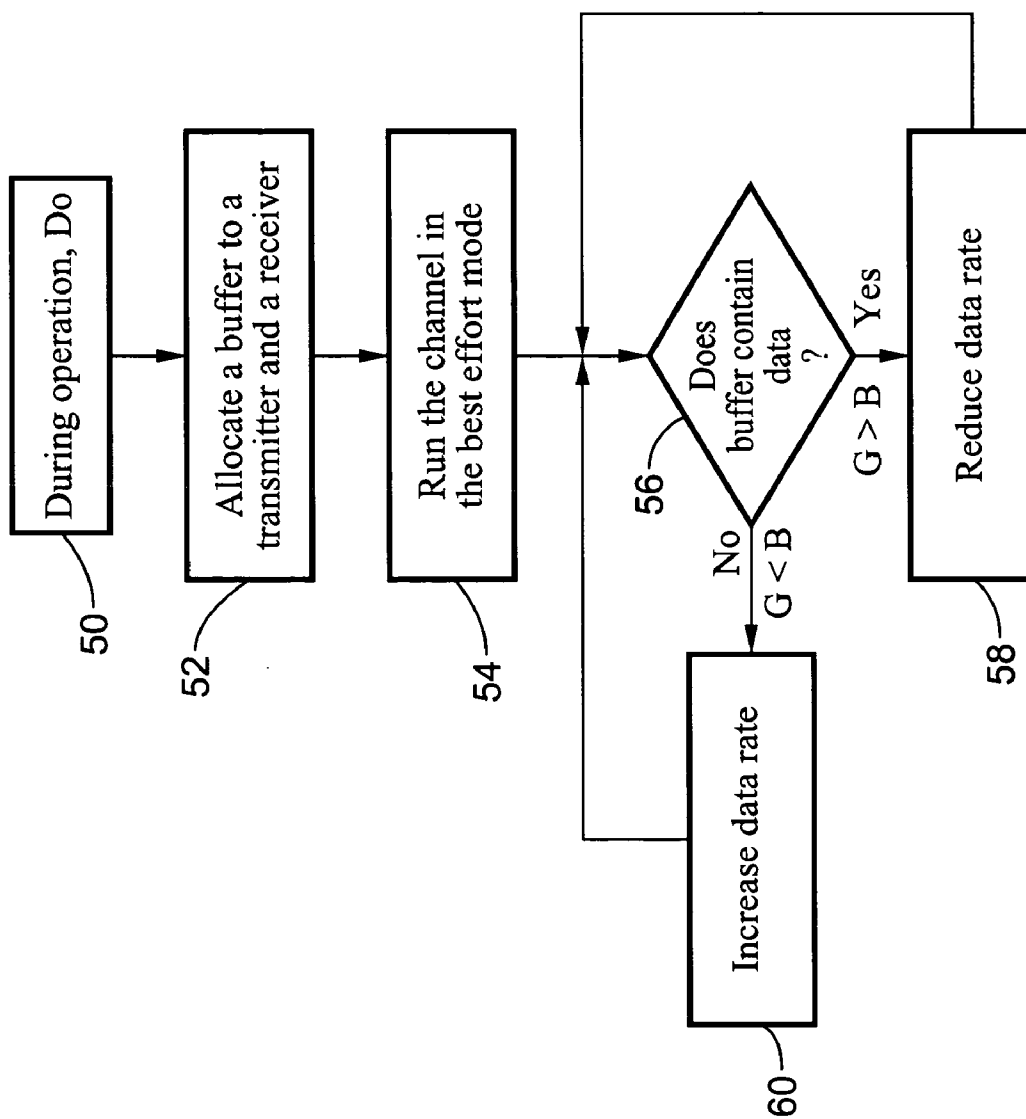 During operation, Do
50
Allocate a buffer to a
transmitter and a receiver
52
Run the channel in
the best effort mode
54
Does
buffer contain
data
?
56
No
G < B
Yes
G > B
Increase data rate
60
Reduce data rate
58